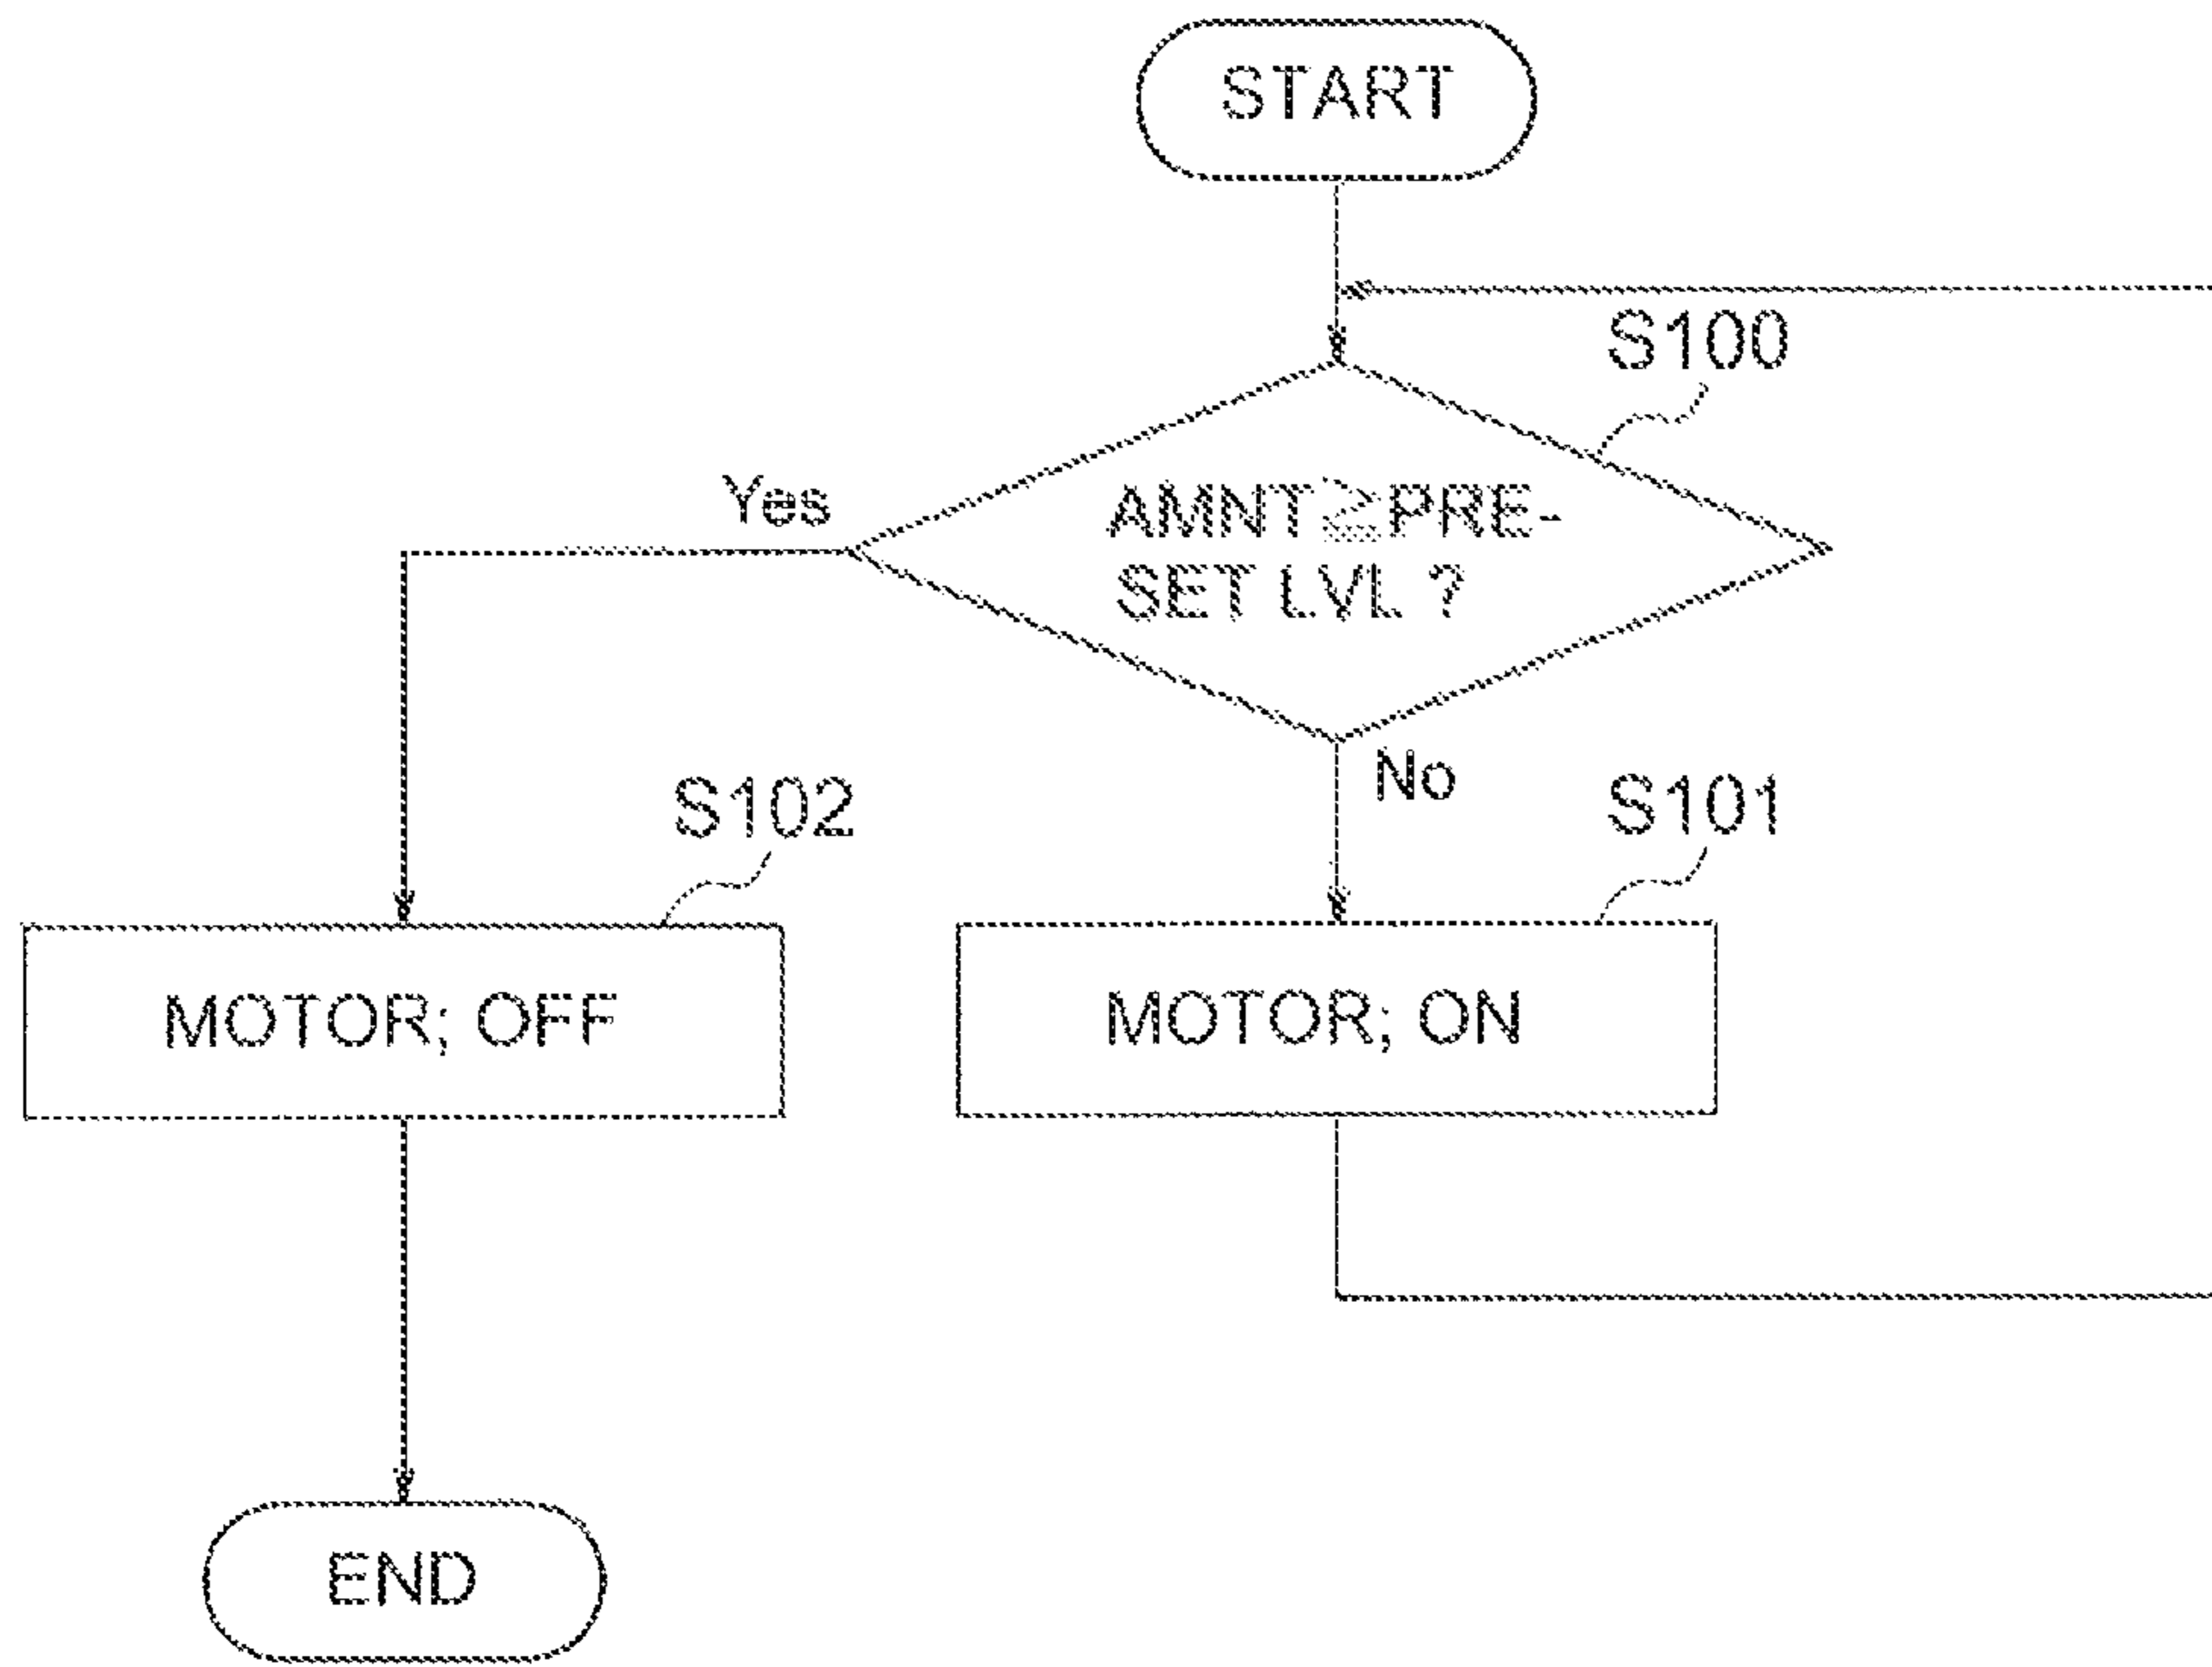 START
S100
Yes
AMNT≧PRE-
SET LVL ?
No
S102
S101
MOTOR; OFF
MOTOR; ON
END